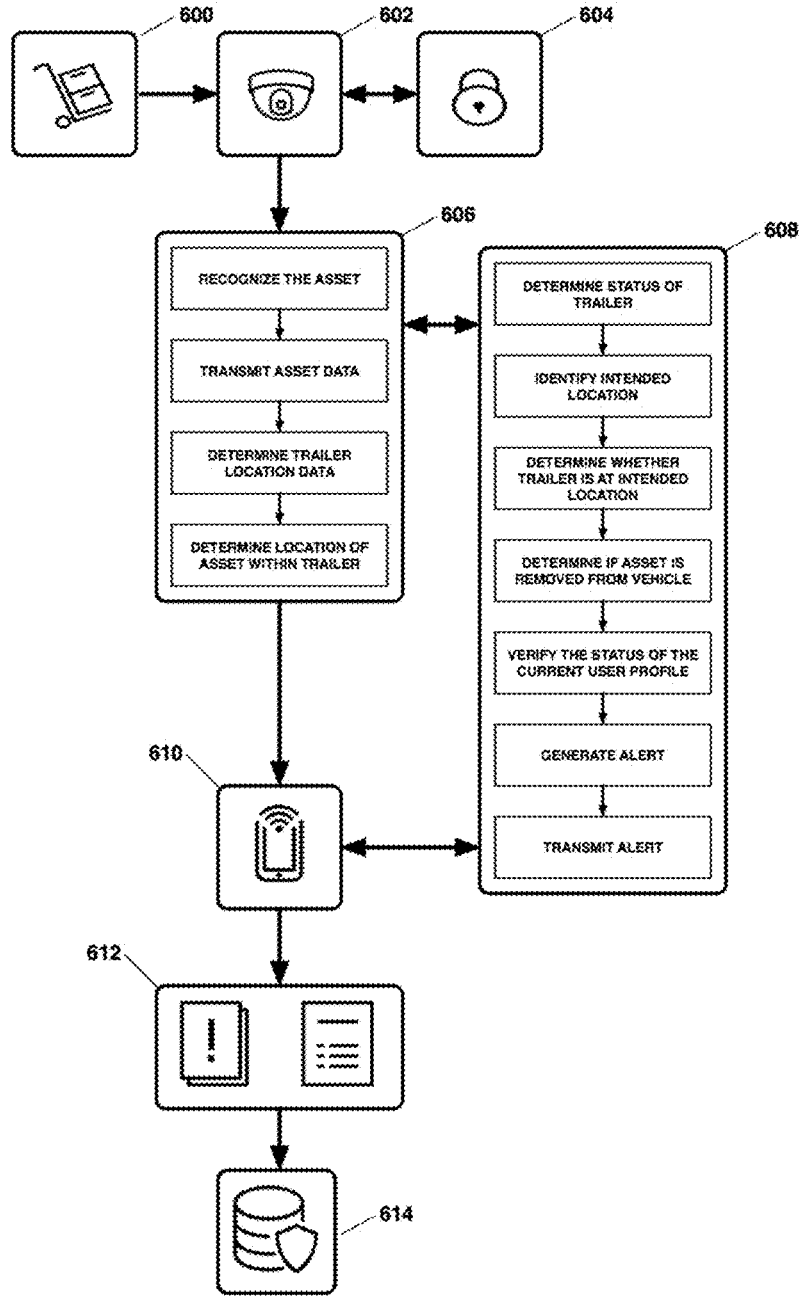 600
602
604
606
608
RECOGNIZE THE ASSET
TRANSMIT ASSET DATA
DETERMINE TRAILER
LOCATION DATA
DETERMINE LOCATION OF
ASSET WITHIN TRAILER
DETERMINE STATUS OF
TRAILER
IDENTIFY INTENDED
LOCATION
DETERMINE WHETHER
TRAILER IS AT INTENDED
LOCATION
DETERMINE IF ASSET IS
REMOVED FROM VEHICLE
VERIFY THE STATUS OF THE
CURRENT USER PROFILE
GENERATE ALERT
TRANSMIT ALERT
610
612
614